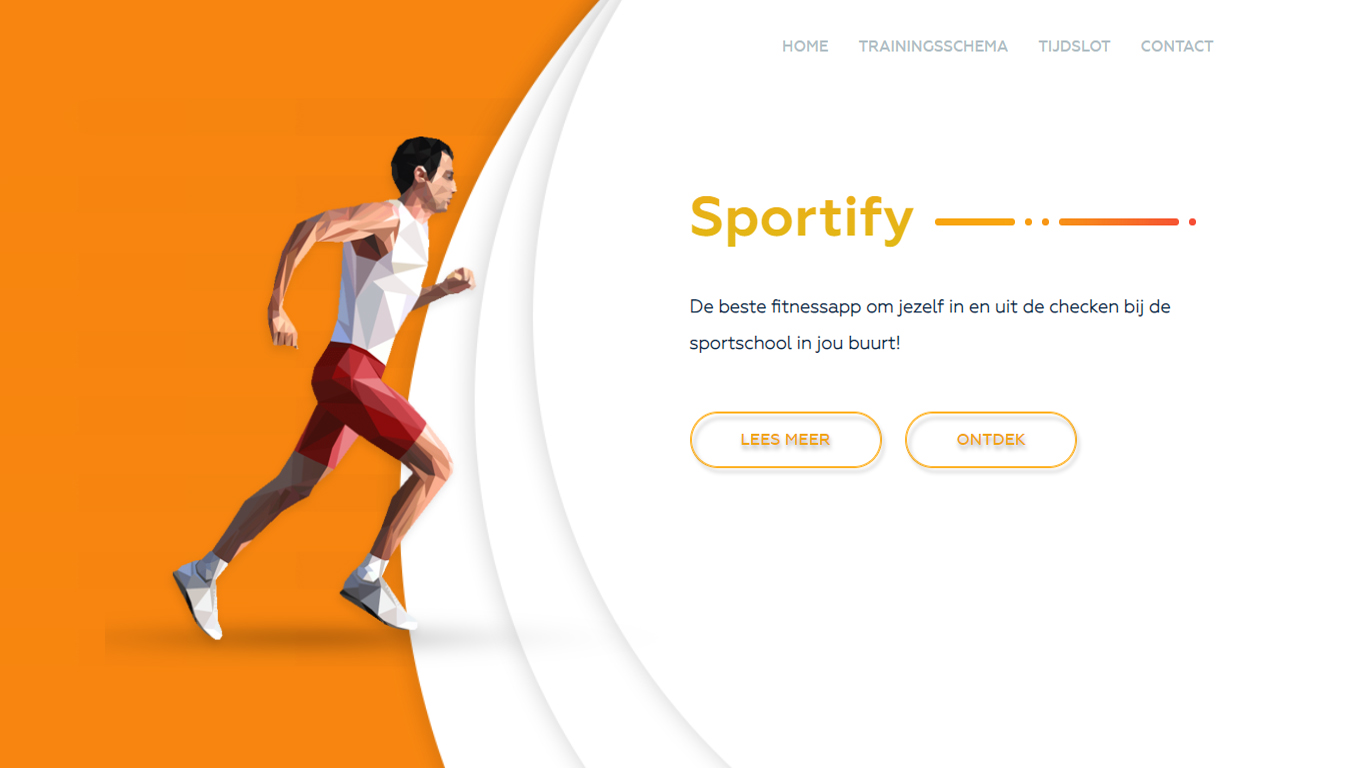 HOME TRAININGSSCHEMA TIJDSLOT CONTACT
Sportify
De beste fitnessapp om jezelf in en uit de checken bij de
sportschool in jou buurt!
LEES MEER ONTDEK